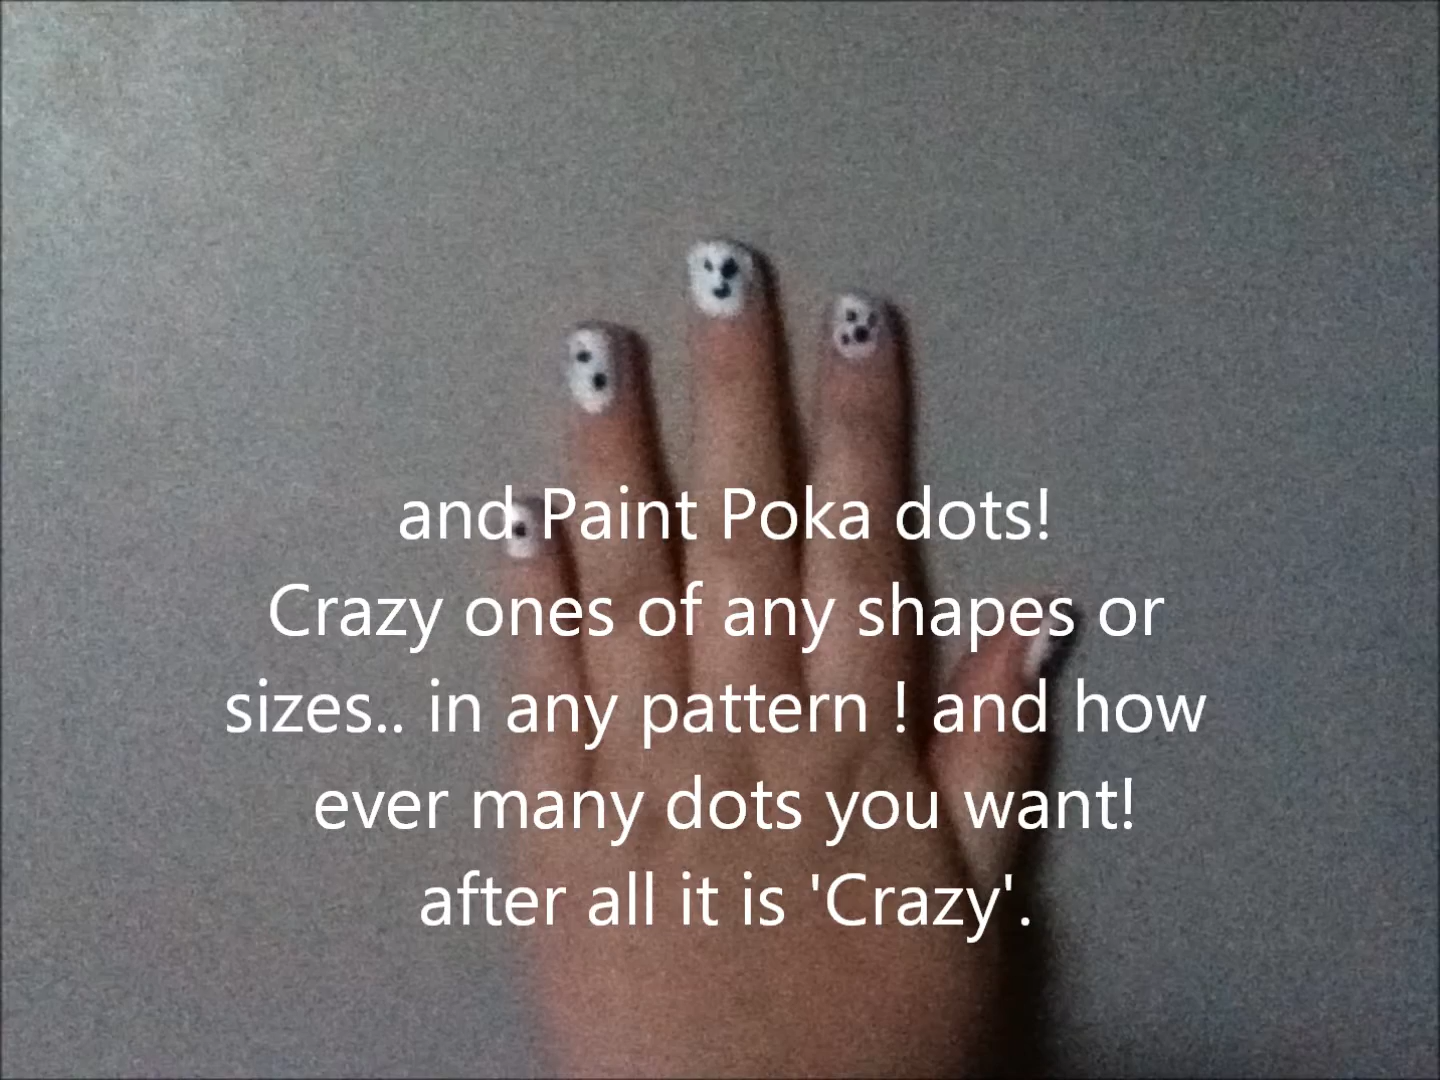 and Paint Poka dots!
Crazy ones of any shapes or
sizes.. in any pattern ! and how
ever many dots you want!
after all it is 'Crazy'.